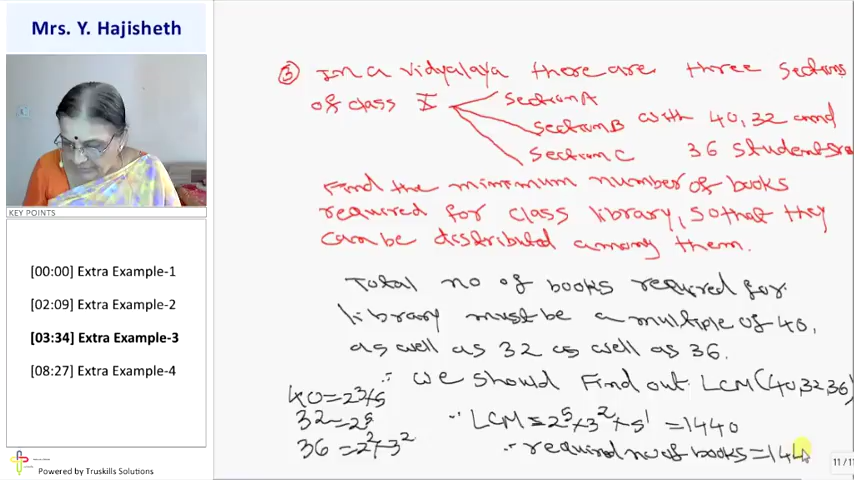 Mrs. Y. Hajisheth
KEY POINTS
[00:00] Extra Example-1
[02:09] Extra Example-2
[03:34] Extra Example-3
[08:27] Extra Example-4
Powered by Truskills Solutions
③ In a vidyalaya there are three sections
of class X section A
section B with 40, 32 and
section C 36 students
Find the minimum number of books
required for class library, so that they
can be distributed among them.
Total no of books required for
library must be a multiple of 40,
as well as 32 as well as 36.
∴ We should Find out LCM (40,32,36)
40=2³×5
32=2⁵ ∵ LCM = 2⁵×3²×5¹ =1440
36=2²×3² ∴ required no of books =144
11/11